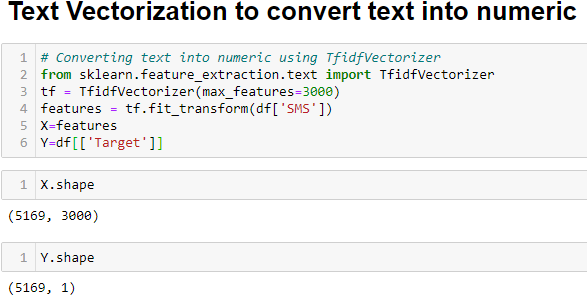 Text Vectorization to convert text into numeric
1 # Converting text into numeric using TfidfVectorizer
2 from sklearn.feature_extraction.text import TfidfVectorizer
3 tf = TfidfVectorizer(max_features=3000)
4 features = tf.fit_transform(df['SMS'])
5 X=features
6 Y=df[['Target']]
1 X.shape
(5169, 3000)
1 Y.shape
(5169, 1)